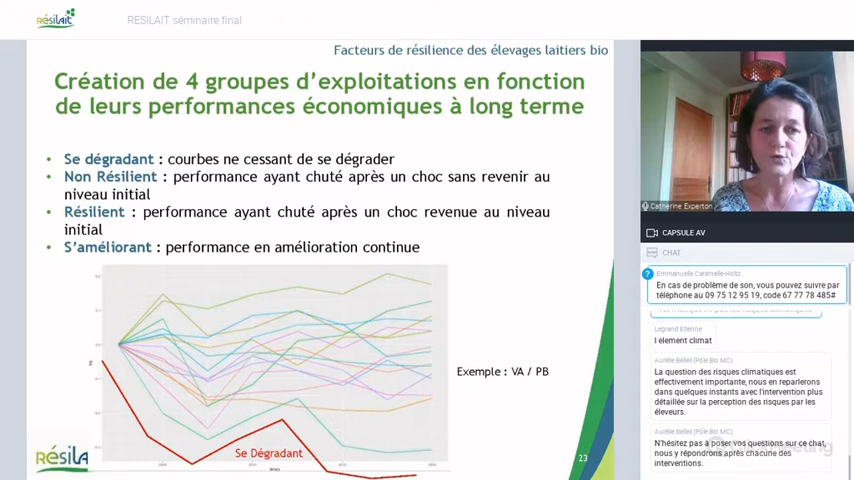 RÉSILAIT
RESILAIT séminaire final
Facteurs de résilience des élevages laitiers bio
Création de 4 groupes d'exploitations en fonction
de leurs performances économiques à long terme
• Se dégradant : courbes ne cessant de se dégrader
• Non Résilient : performance ayant chuté après un choc sans revenir au
niveau initial
• Résilient : performance ayant chuté après un choc revenue au niveau
initial
• S'améliorant : performance en amélioration continue
Exemple : VA / PB
Se Dégradant
RÉSILA
23
Catherine Experton
CAPSULE AV
CHAT
Emmanuelle Caramelle-Holtz
?
En cas de problème de son, vous pouvez suivre par
téléphone au 09 75 12 95 19, code 67 77 78 485#
Legrand Etienne
l element climat
Aurélie Belleil (Pôle Bio MC)
La question des risques climatiques est
effectivement importante, nous en reparlerons
dans quelques instants avec l'intervention plus
détaillée sur la perception des risques par les
éleveurs.
Aurélie Belleil (Pôle Bio MC)
N'hésitez pas à poser vos questions sur ce chat,
nous y répondrons après chacune des
interventions.